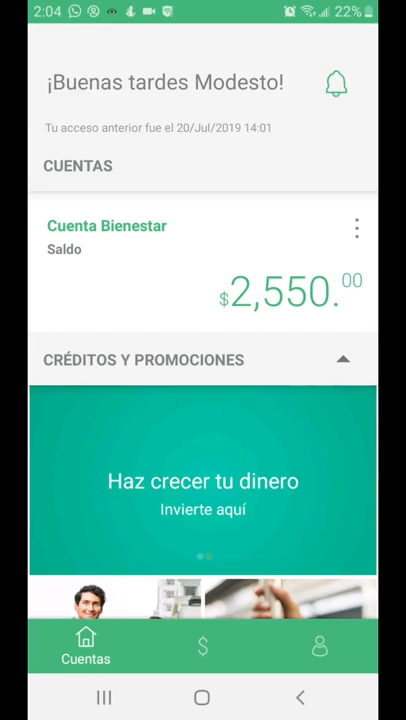 2:04
22%
¡Buenas tardes Modesto!
Tu acceso anterior fue el 20/Jul/2019 14:01
CUENTAS
Cuenta Bienestar
Saldo
$2,550.00
CRÉDITOS Y PROMOCIONES
Haz crecer tu dinero
Invierte aquí
$
Cuentas